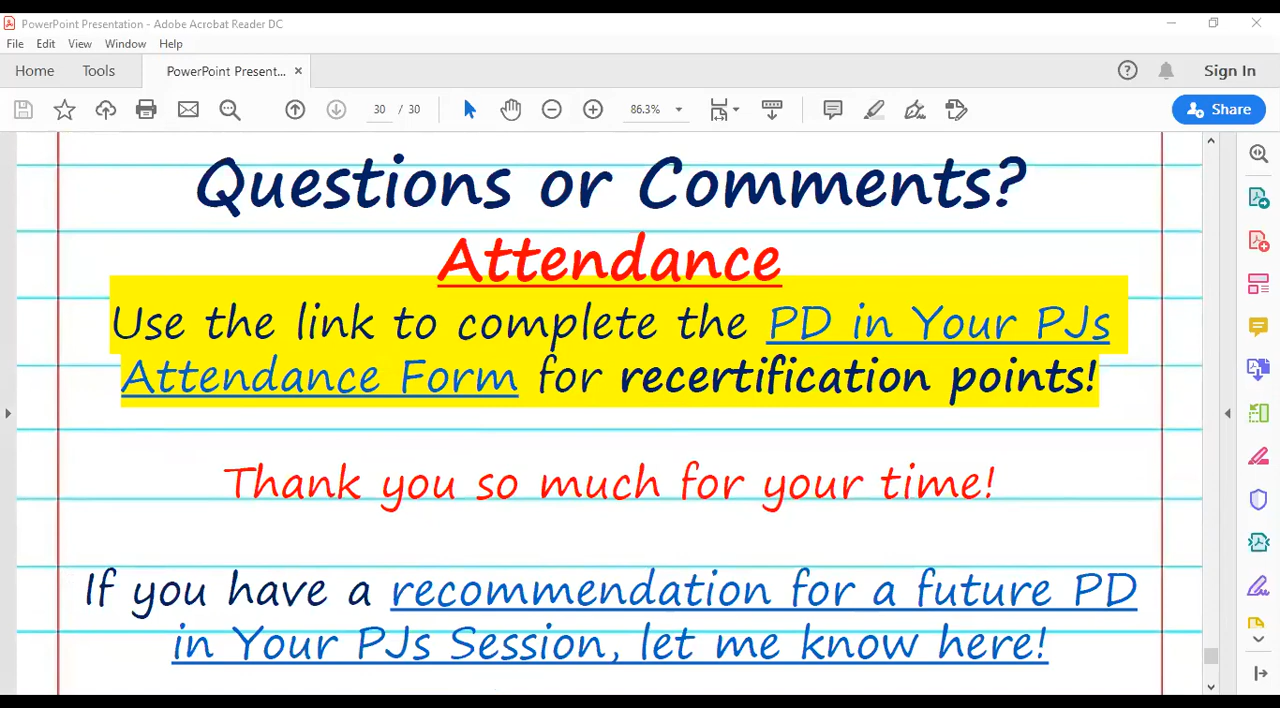 PowerPoint Presentation - Adobe Acrobat Reader DC
File Edit View Window Help
Home Tools PowerPoint Present... × Sign In
30 / 30 86.3% Share
Questions or Comments?
Attendance
Use the link to complete the PD in Your PJs
Attendance Form for recertification points!
Thank you so much for your time!
If you have a recommendation for a future PD
in Your PJs Session, let me know here!